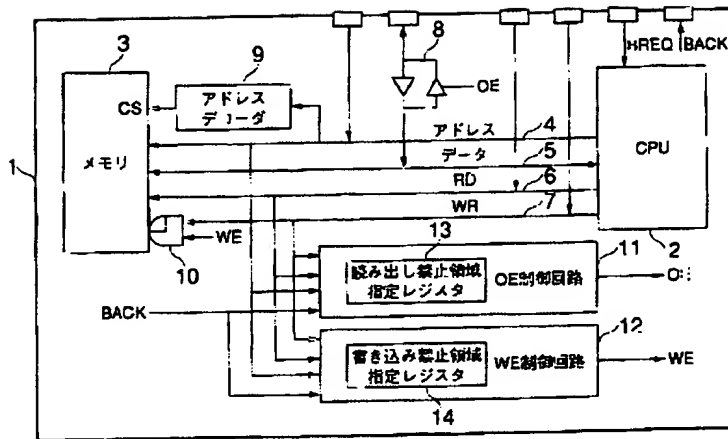 8
HREQ BACK
3
9
OE
CS
アドレス
デコーダ
アドレス 4
データ 5
メモリ
CPU
1
RD 6
WR 7
WE
10
13
11
2
読み出し禁止領域
指定レジスタ
OE制御回路
BACK
12
書き込み禁止領域
指定レジスタ
WE制御回路
WE
14